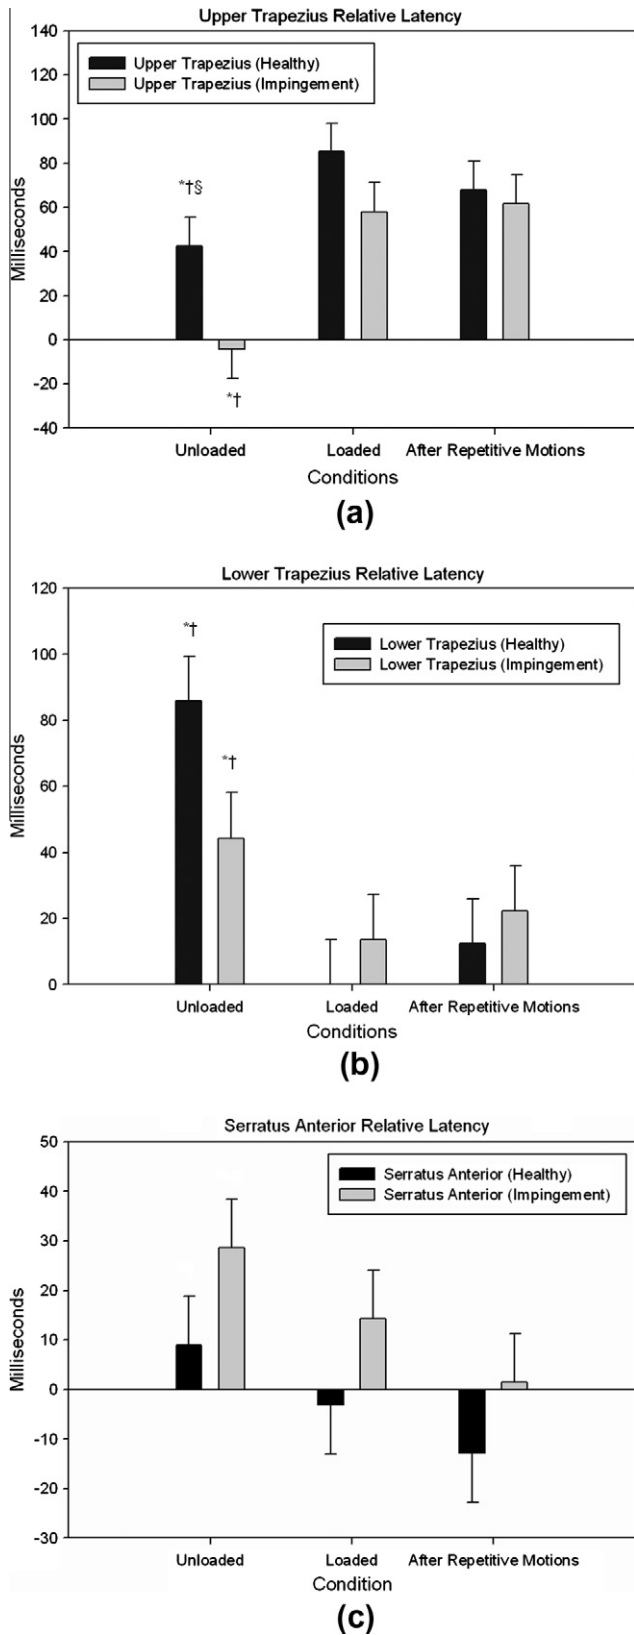 Upper Trapezius Relative Latency
140
120
100
80
60
40
20
0
-20
-40
Milliseconds
Upper Trapezius (Healthy)
Upper Trapezius (Impingement)
*†§
*†
Unloaded Loaded After Repetitive Motions
Conditions
(a)
Lower Trapezius Relative Latency
120
100
80
60
40
20
0
Milliseconds
Lower Trapezius (Healthy)
Lower Trapezius (Impingement)
*†
*†
Unloaded Loaded After Repetitive Motions
Conditions
(b)
Serratus Anterior Relative Latency
50
40
30
20
10
0
-10
-20
-30
Milliseconds
Serratus Anterior (Healthy)
Serratus Anterior (Impingement)
Unloaded Loaded After Repetitive Motions
Condition
(c)